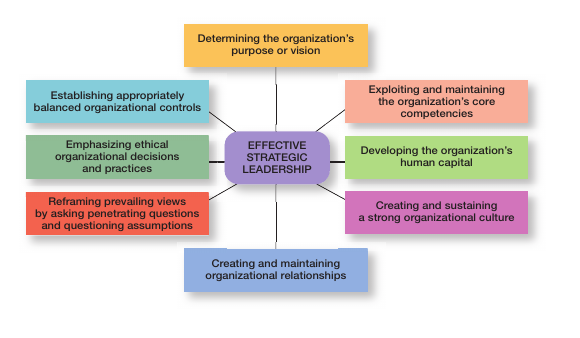 Determining the organization's
purpose or vision
Establishing appropriately
balanced organizational controls
Exploiting and maintaining
the organization's core
competencies
Emphasizing ethical
organizational decisions
and practices
EFFECTIVE
STRATEGIC
LEADERSHIP
Developing the organization's
human capital
Reframing prevailing views
by asking penetrating questions
and questioning assumptions
Creating and sustaining
a strong organizational culture
Creating and maintaining
organizational relationships